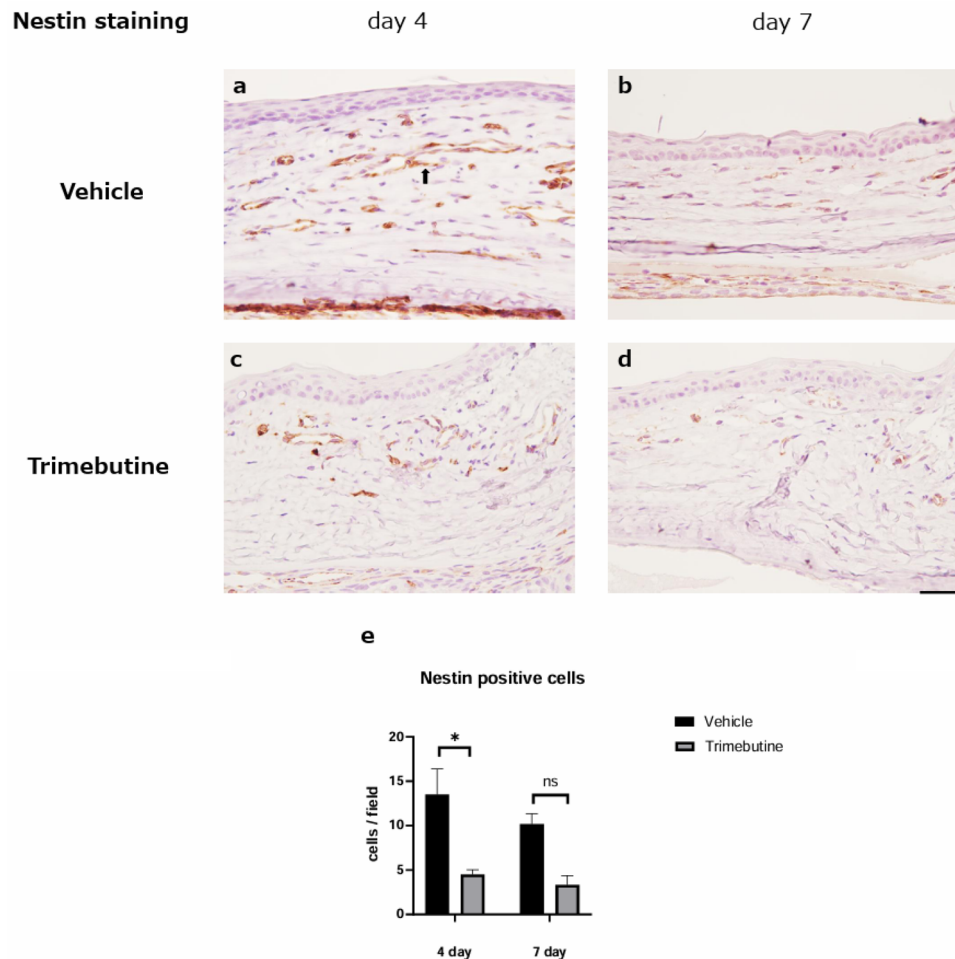 Nestin staining
day 4
day 7
a
b
Vehicle
c
d
Trimebutine
e
Nestin positive cells
Vehicle
Trimebutine
cells / field
20
15
10
5
0
*
ns
4 day
7 day